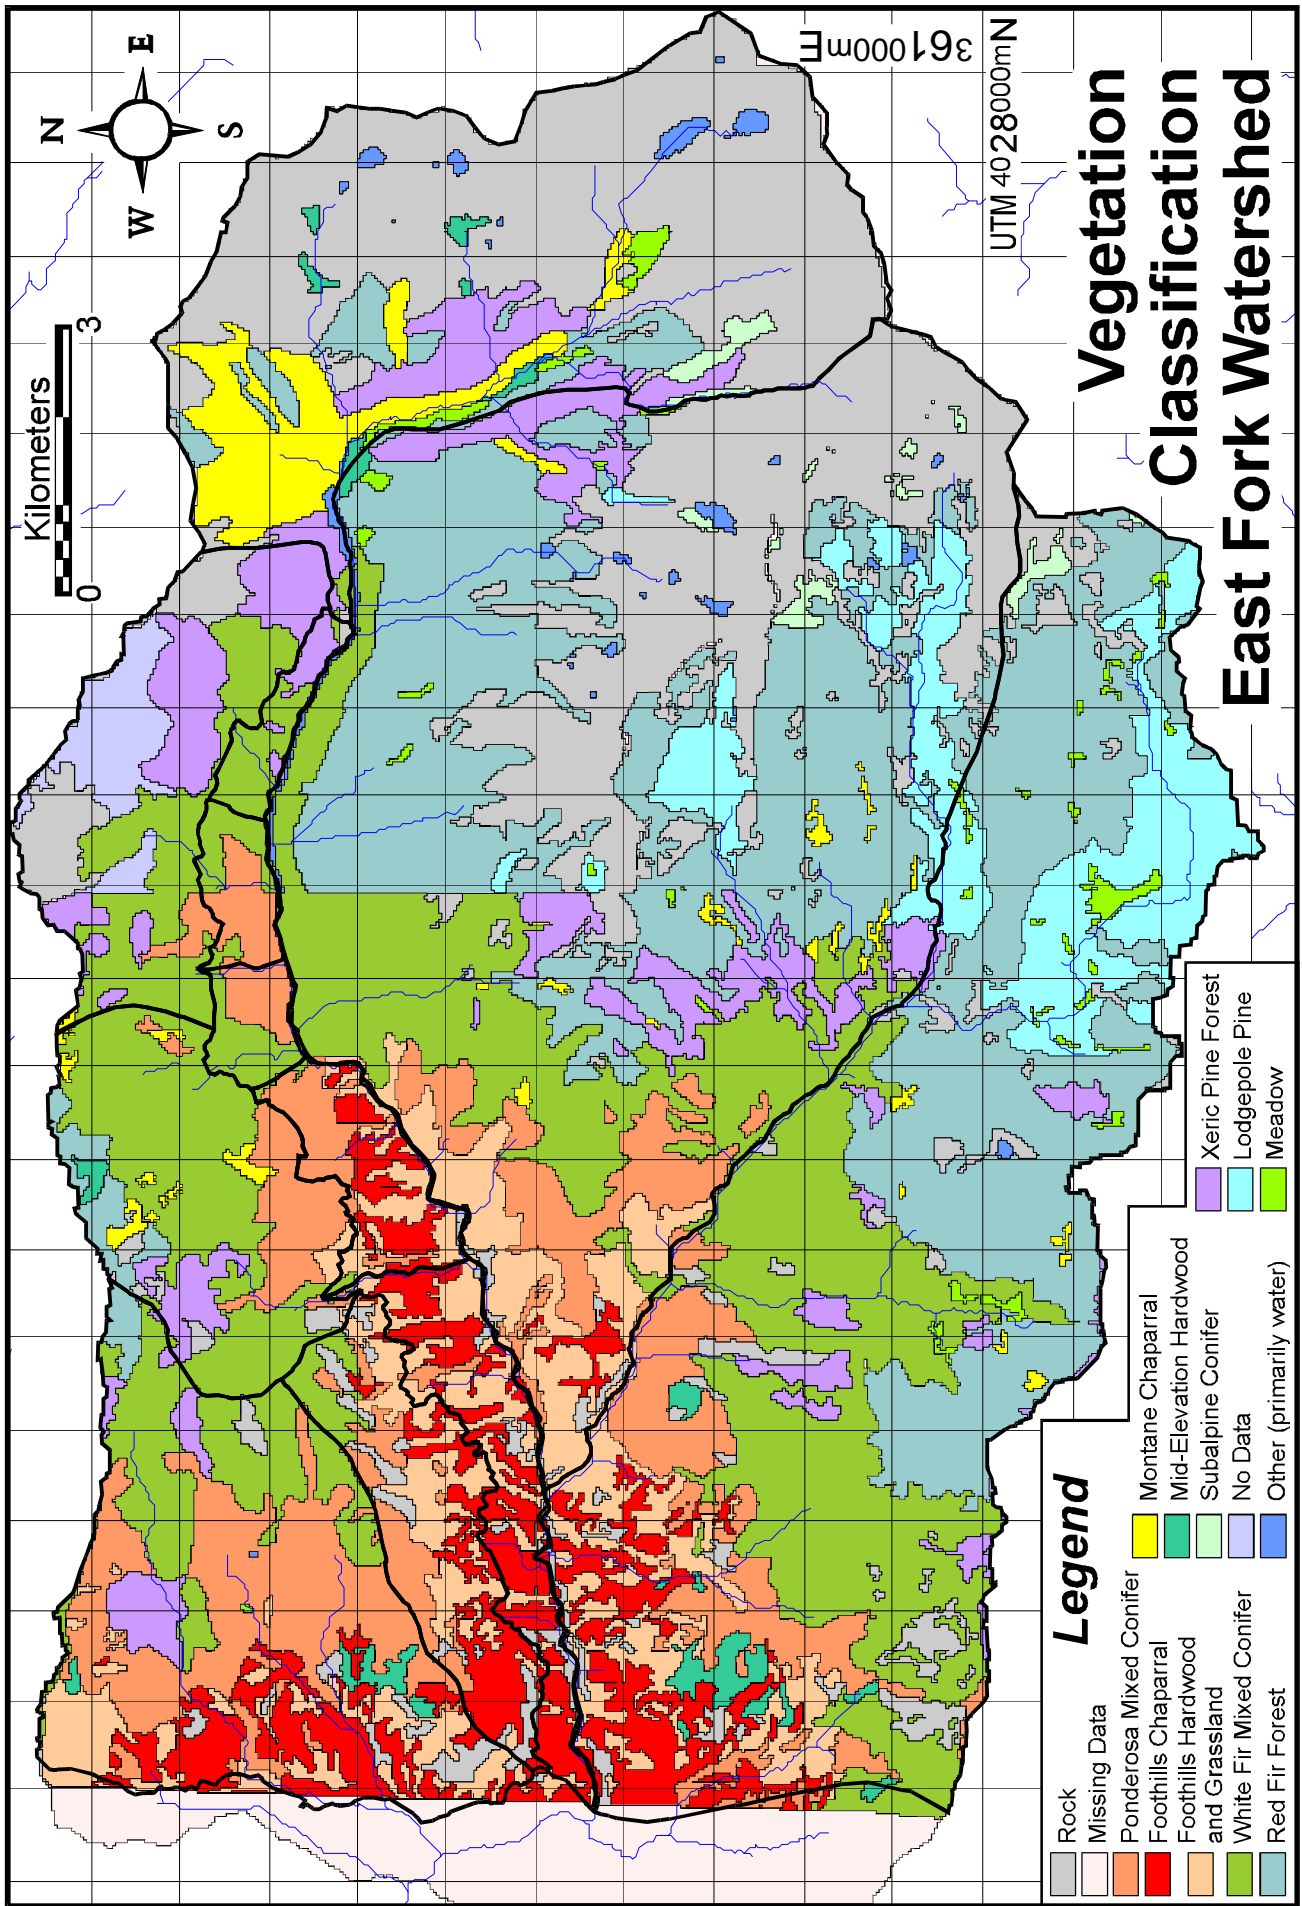 N
W
E
S
Kilometers
0
3
361000mE
UTM 4028000mN
Vegetation
Classification
East Fork Watershed
Legend
Rock
Missing Data
Ponderosa Mixed Conifer
Foothills Chaparral
Foothills Hardwood
and Grassland
White Fir Mixed Conifer
Red Fir Forest
Montane Chaparral
Mid-Elevation Hardwood
Subalpine Conifer
No Data
Other (primarily water)
Xeric Pine Forest
Lodgepole Pine
Meadow